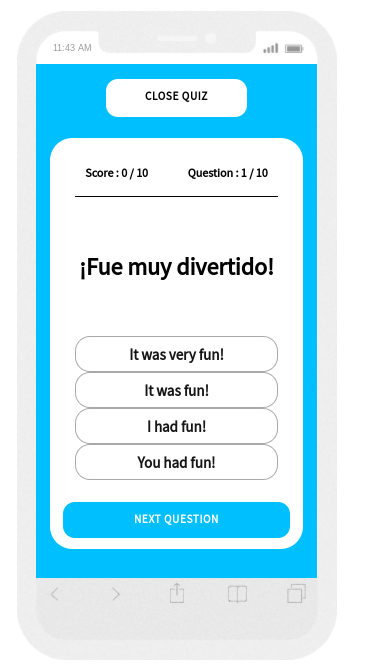 11:43 AM
CLOSE QUIZ
Score : 0 / 10 Question : 1 / 10
¡Fue muy divertido!
It was very fun!
It was fun!
I had fun!
You had fun!
NEXT QUESTION